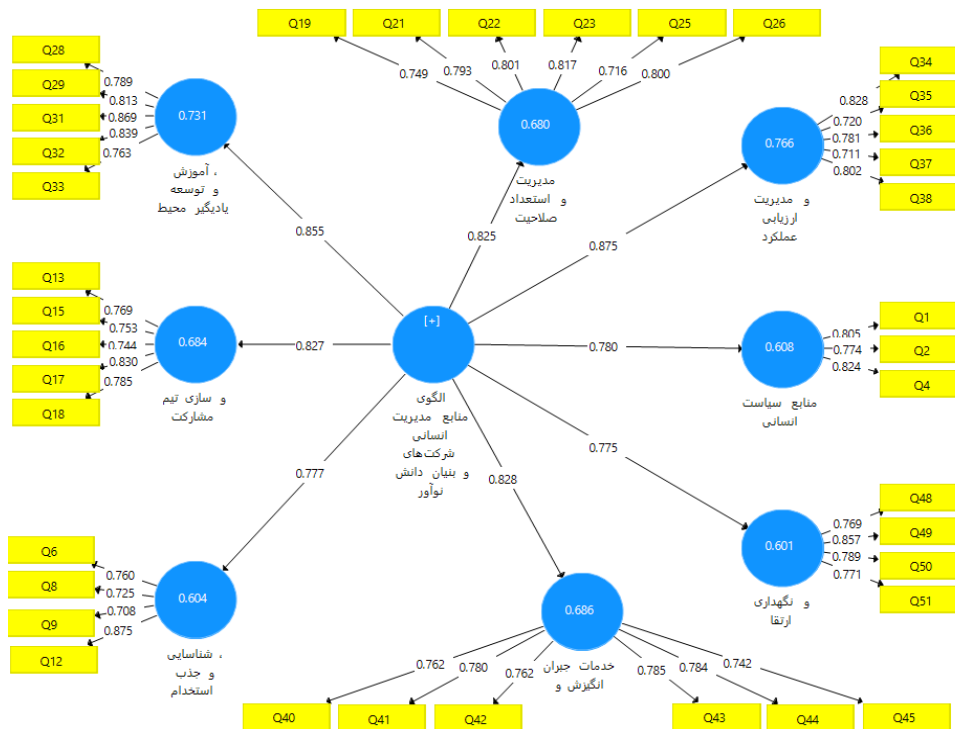 Q19 Q21 Q22 Q23 Q25 Q26
0.749 0.793 0.801 0.817 0.716 0.800
0.680
مدیریت
و استعداد
صلاحیت
Q28
Q29
Q31
Q32
Q33
0.789
0.813
0.869
0.839
0.763
0.731
، آموزش
و توسعه
یادگیر محیط
Q34
Q35
Q36
Q37
Q38
0.828
0.720
0.781
0.711
0.802
0.766
و مدیریت
ارزیابی
عملکرد
0.855
0.825
0.875
Q13
Q15
Q16
Q17
Q18
0.769
0.753
0.744
0.830
0.785
0.684
و سازی تیم
مشارکت
0.827
[+]
الگوی
منابع مدیریت
انسانی
شرکت‌های
و بنیان دانش
نوآور
0.780
0.608
منابع سیاست
انسانی
0.805
0.774
0.824
Q1
Q2
Q4
0.777
0.828
0.775
Q6
Q8
Q9
Q12
0.760
0.725
0.708
0.875
0.604
، شناسایی
و جذب
استخدام
0.686
خدمات جبران
انگیزش و
0.762 0.780 0.762 0.785 0.784 0.742
Q40 Q41 Q42 Q43 Q44 Q45
0.601
و نگهداری
ارتقا
0.769
0.857
0.789
0.771
Q48
Q49
Q50
Q51